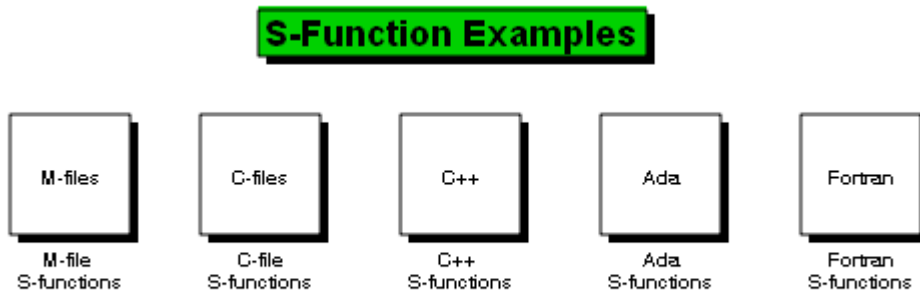 S-Function Examples
M-files
C-files
C++
Ada
Fortran
M-file
S-functions
C-file
S-functions
C++
S-functions
Ada
S-functions
Fortran
S-functions